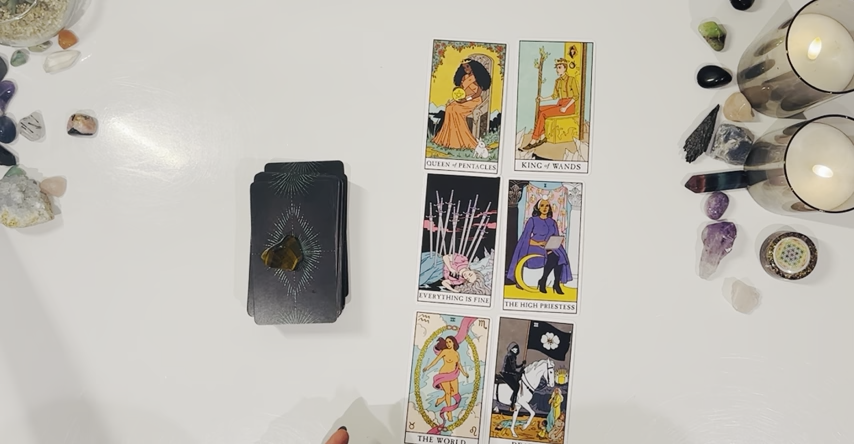 QUEEN of PENTACLES
KING of WANDS
EVERYTHING IS FINE
THE HIGH PRIESTESS
THE WORLD